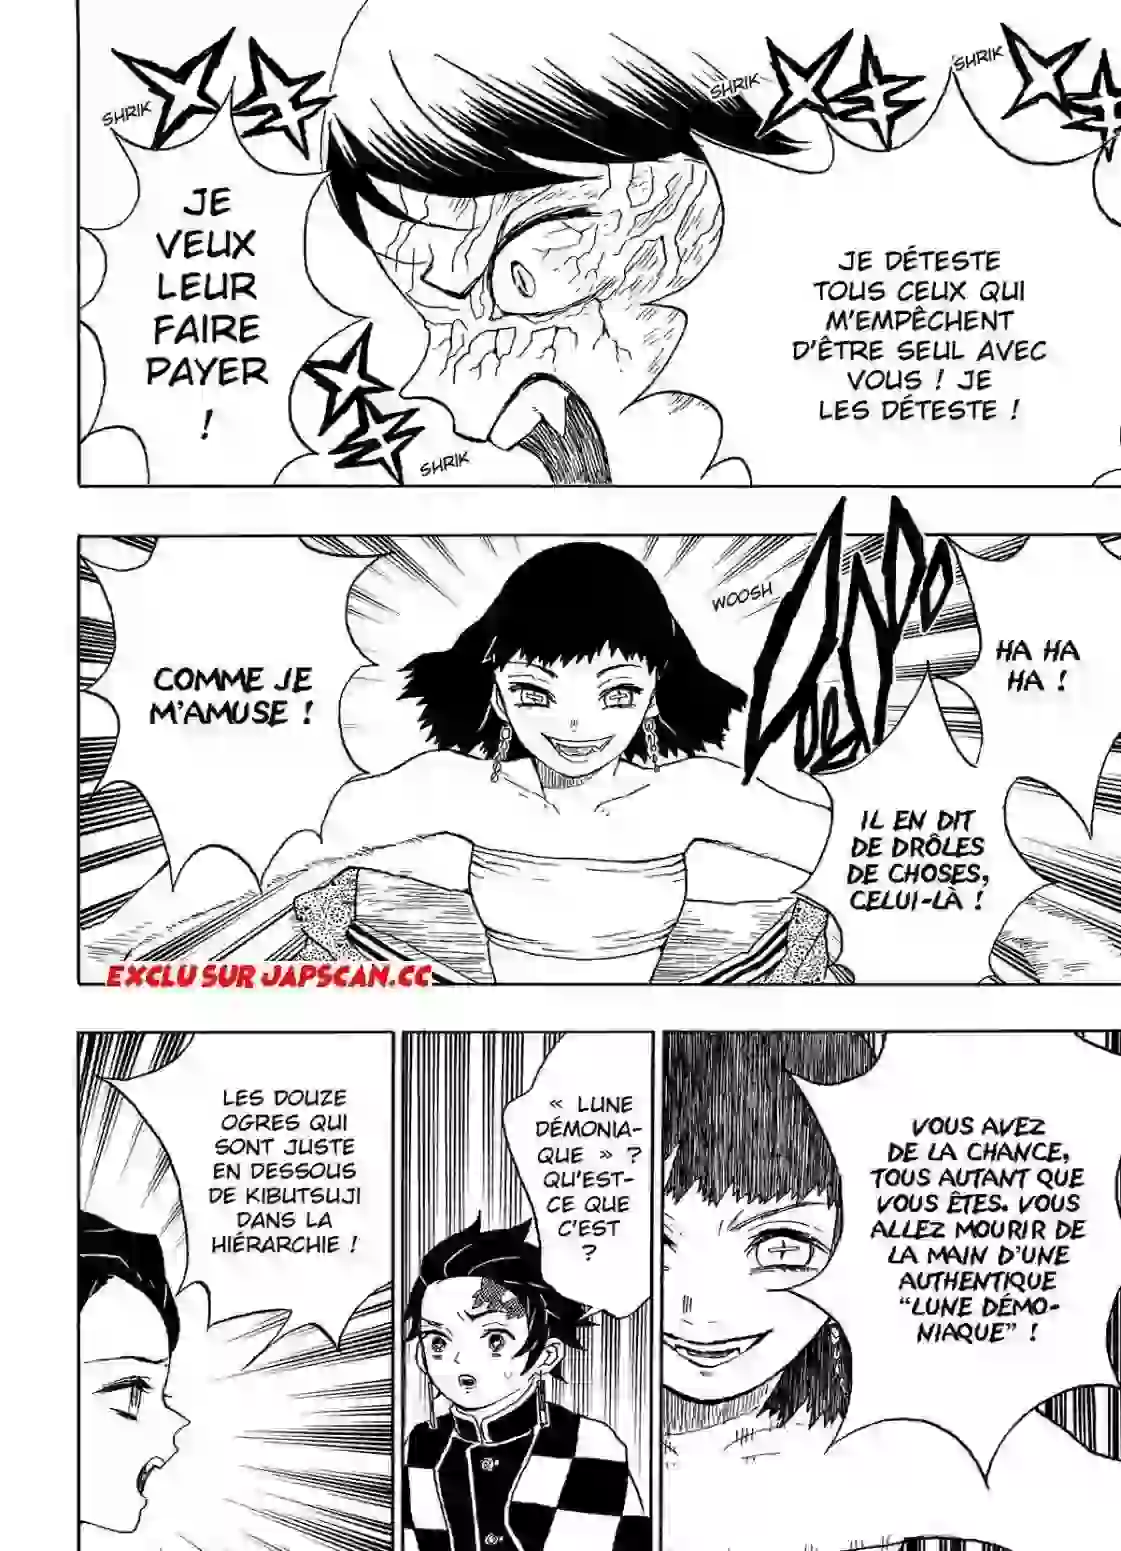 SHRIK
SHRIK
SHRIK
JE DÉTESTE
TOUS CEUX QUI
M'EMPÊCHENT
D'ÊTRE SEUL AVEC
VOUS ! JE
LES DÉTESTE !
JE
VEUX
LEUR
FAIRE
PAYER
!
SHRIK
WOOSH
HA HA
HA !
IL EN DIT
DE DRÔLES
DE CHOSES,
CELUI-LÀ !
COMME JE
M'AMUSE !
EXCLU SUR JAPSCAN.CC
VOUS AVEZ
DE LA CHANCE,
TOUS AUTANT QUE
VOUS ÊTES. VOUS
ALLEZ MOURIR DE
LA MAIN D'UNE
AUTHENTIQUE
“LUNE DÉMO-
NIAQUE” !
« LUNE
DÉMONIA-
QUE » ?
QU'EST-
CE QUE
C'EST
?
LES DOUZE
OGRES QUI
SONT JUSTE
EN DESSOUS
DE KIBUTSUJI
DANS LA
HIÉRARCHIE !